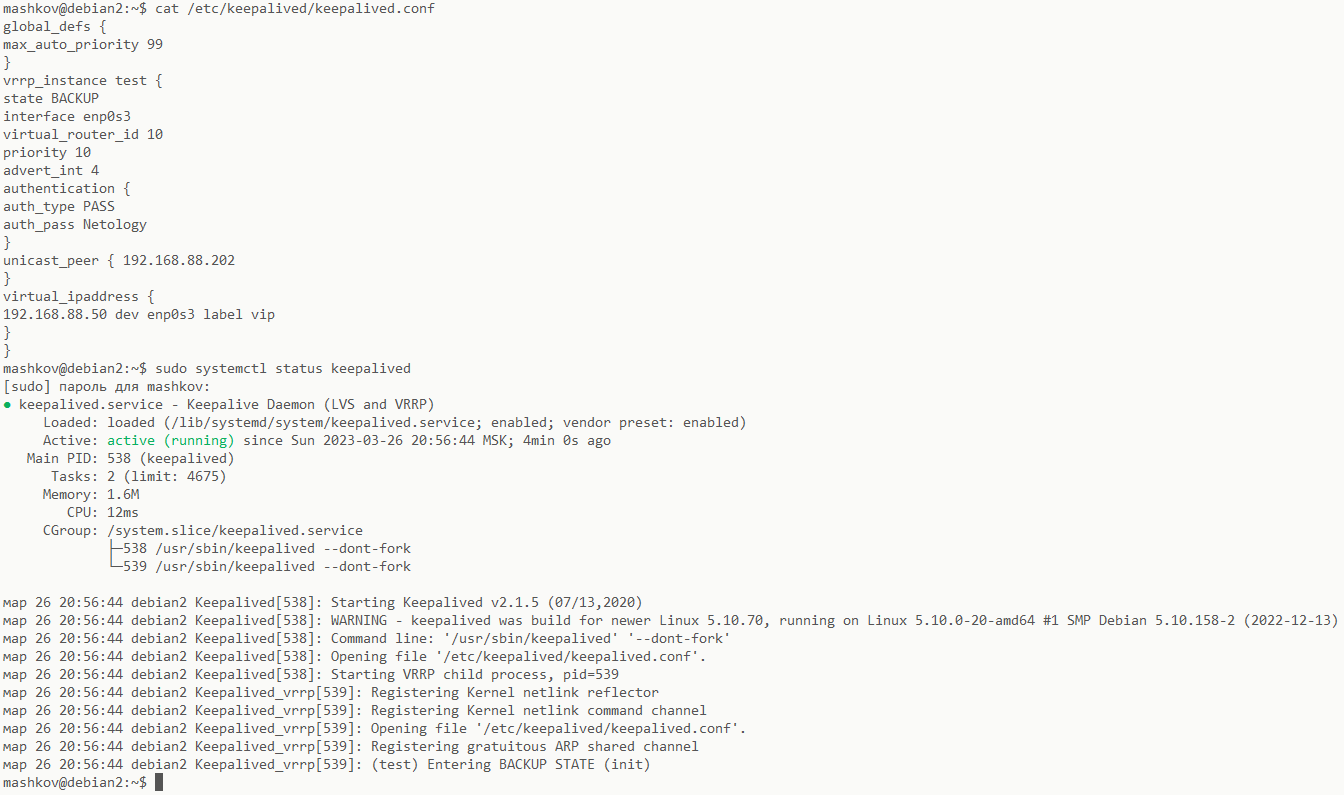 mashkov@debian2:~$ cat /etc/keepalived/keepalived.conf
global_defs {
max_auto_priority 99
}
vrrp_instance test {
state BACKUP
interface enp0s3
virtual_router_id 10
priority 10
advert_int 4
authentication {
auth_type PASS
auth_pass Netology
}
unicast_peer { 192.168.88.202
}
virtual_ipaddress {
192.168.88.50 dev enp0s3 label vip
}
}
mashkov@debian2:~$ sudo systemctl status keepalived
[sudo] пароль для mashkov:
● keepalived.service - Keepalive Daemon (LVS and VRRP)
     Loaded: loaded (/lib/systemd/system/keepalived.service; enabled; vendor preset: enabled)
     Active: active (running) since Sun 2023-03-26 20:56:44 MSK; 4min 0s ago
   Main PID: 538 (keepalived)
      Tasks: 2 (limit: 4675)
     Memory: 1.6M
        CPU: 12ms
     CGroup: /system.slice/keepalived.service
             ├─538 /usr/sbin/keepalived --dont-fork
             └─539 /usr/sbin/keepalived --dont-fork

мар 26 20:56:44 debian2 Keepalived[538]: Starting Keepalived v2.1.5 (07/13,2020)
мар 26 20:56:44 debian2 Keepalived[538]: WARNING - keepalived was build for newer Linux 5.10.70, running on Linux 5.10.0-20-amd64 #1 SMP Debian 5.10.158-2 (2022-12-13)
мар 26 20:56:44 debian2 Keepalived[538]: Command line: '/usr/sbin/keepalived' '--dont-fork'
мар 26 20:56:44 debian2 Keepalived[538]: Opening file '/etc/keepalived/keepalived.conf'.
мар 26 20:56:44 debian2 Keepalived[538]: Starting VRRP child process, pid=539
мар 26 20:56:44 debian2 Keepalived_vrrp[539]: Registering Kernel netlink reflector
мар 26 20:56:44 debian2 Keepalived_vrrp[539]: Registering Kernel netlink command channel
мар 26 20:56:44 debian2 Keepalived_vrrp[539]: Opening file '/etc/keepalived/keepalived.conf'.
мар 26 20:56:44 debian2 Keepalived_vrrp[539]: Registering gratuitous ARP shared channel
мар 26 20:56:44 debian2 Keepalived_vrrp[539]: (test) Entering BACKUP STATE (init)
mashkov@debian2:~$